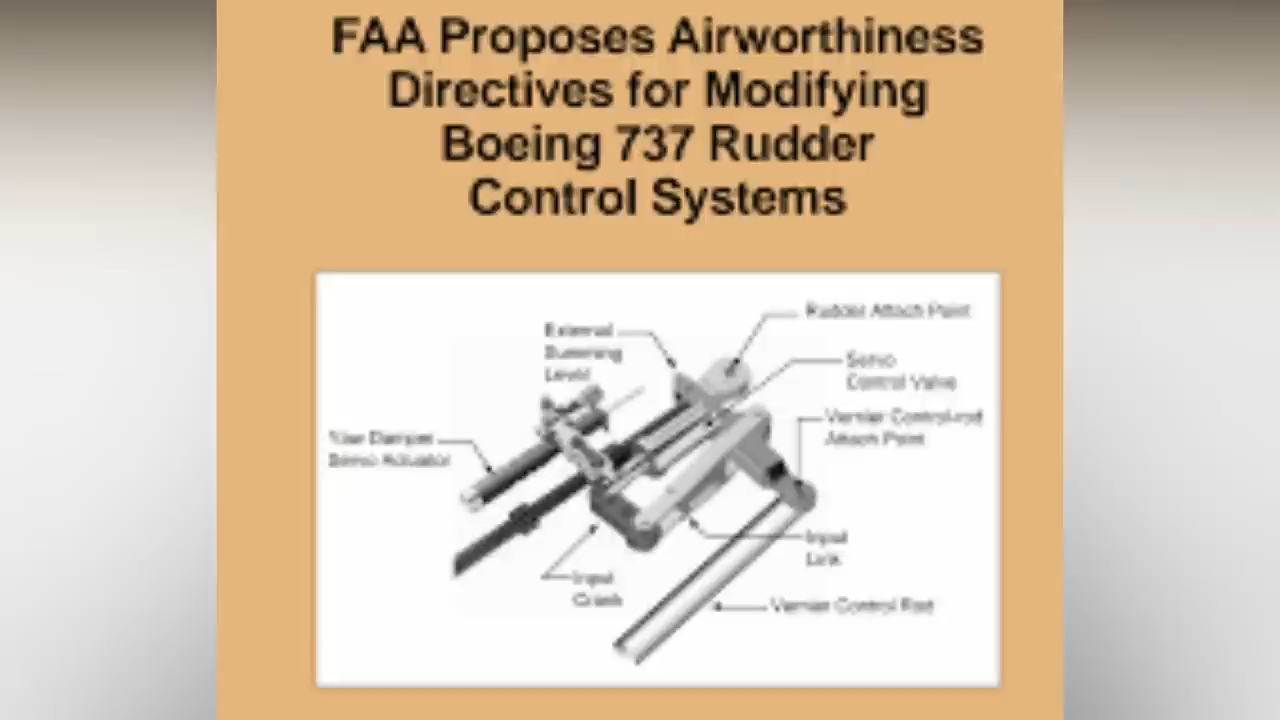 FAA Proposes Airworthiness
Directives for Modifying
Boeing 737 Rudder
Control Systems
Rudder Attach Point
External
Summing
Lever
Servo
Control Valve
Vernier Control-rod
Attach Point
Yaw Damper
Servo Actuator
Input
Link
Input
Crank
Vernier Control Rod